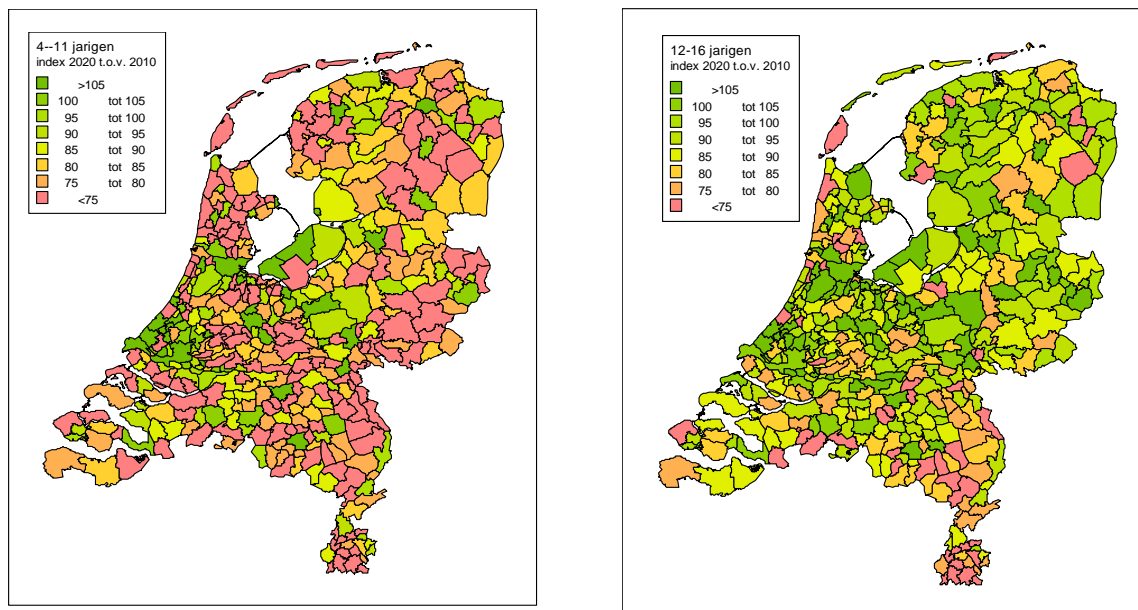 4--11 jarigen
index 2020 t.o.v. 2010
>105
100 tot 105
95 tot 100
90 tot 95
85 tot 90
80 tot 85
75 tot 80
<75
12-16 jarigen
index 2020 t.o.v. 2010
>105
100 tot 105
95 tot 100
90 tot 95
85 tot 90
80 tot 85
75 tot 80
<75